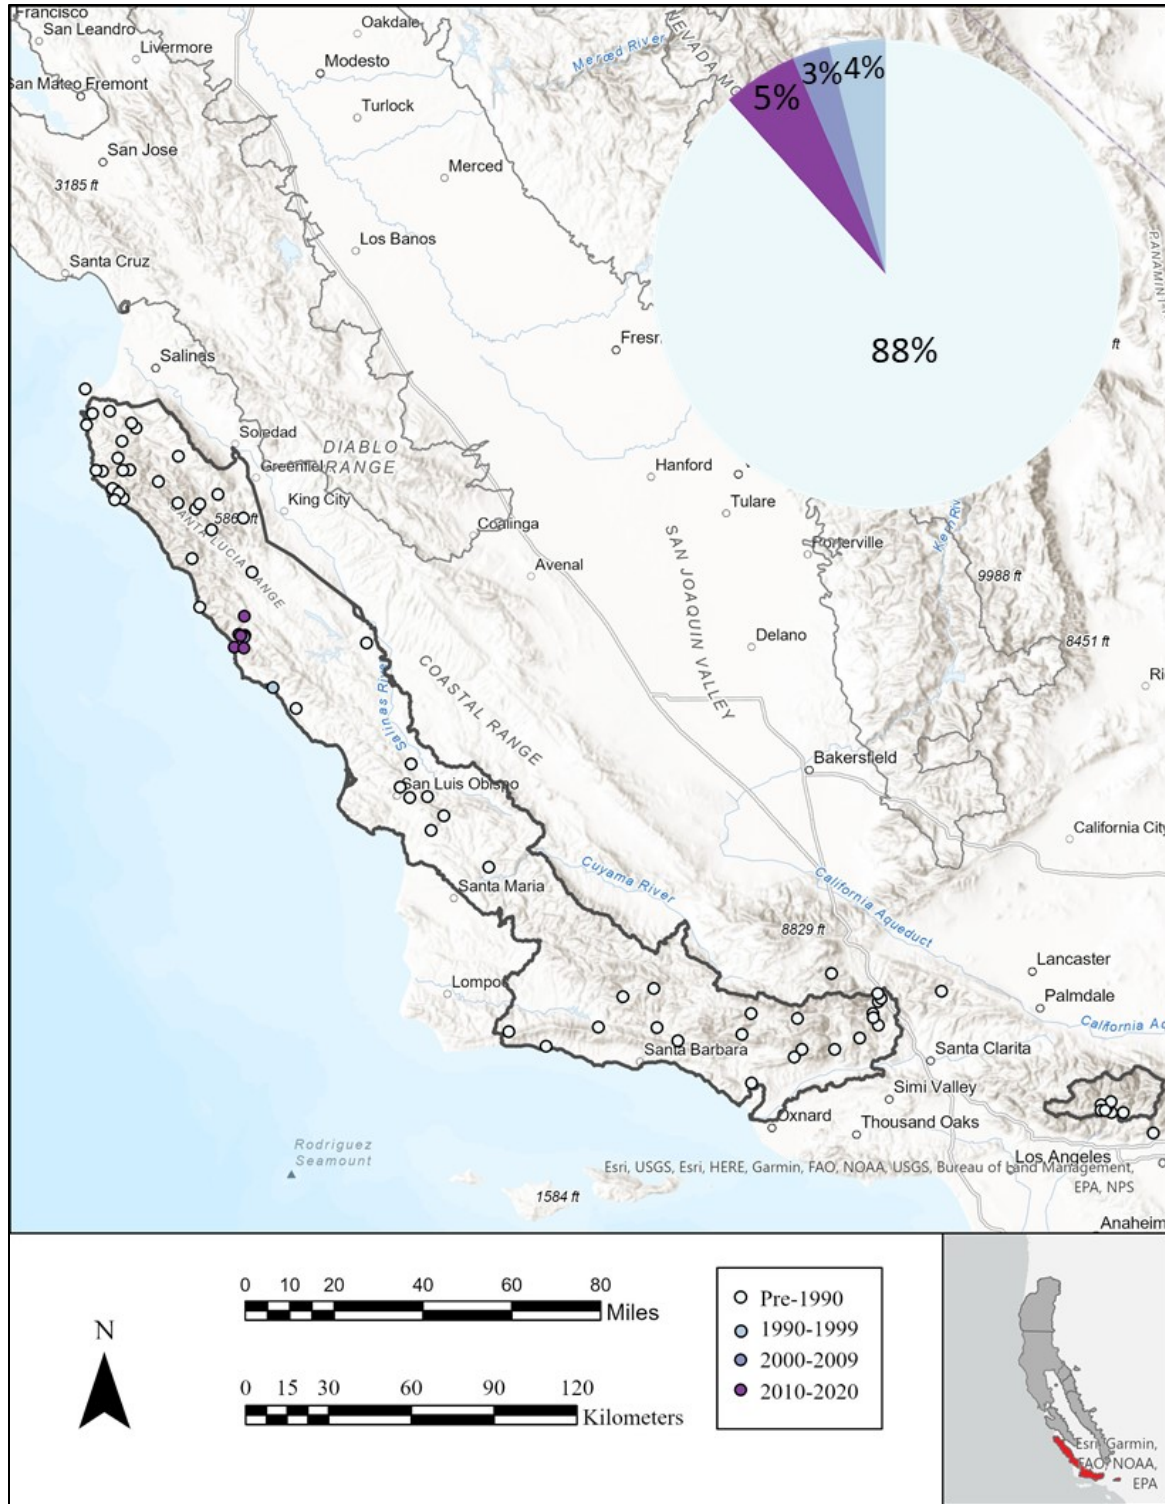 Francisco
San Leandro
Livermore
Oakdale
Modesto
Merced River
NEVADA
San Mateo Fremont
Turlock
San Jose
3185 ft
Merced
Los Banos
Santa Cruz
5%
3%
4%
88%
Salinas
Soledad
DIABLO
RANGE
Greenfiel
King City
Coalinga
Avenal
Hanford
Tulare
Porterville
SANTA LUCIA RANGE
SAN JOAQUIN VALLEY
9988 ft
8451 ft
Delano
COASTAL RANGE
Salinas River
Bakersfield
San Luis Obispo
California City
Cuyama River
California Aqueduct
Santa Maria
8829 ft
Lancaster
Palmdale
Lompo
Santa Barbara
Santa Clarita
Simi Valley
Oxnard
Thousand Oaks
Los Angeles
Rodriguez
Seamount
Esri, USGS, Esri, HERE, Garmin, FAO, NOAA, USGS, Bureau of Land Management,
EPA, NPS
1584 ft
Anaheim
0 10 20 40 60 80
Miles
N
0 15 30 60 90 120
Kilometers
Pre-1990
1990-1999
2000-2009
2010-2020
Esri, Garmin,
FAO, NOAA,
EPA